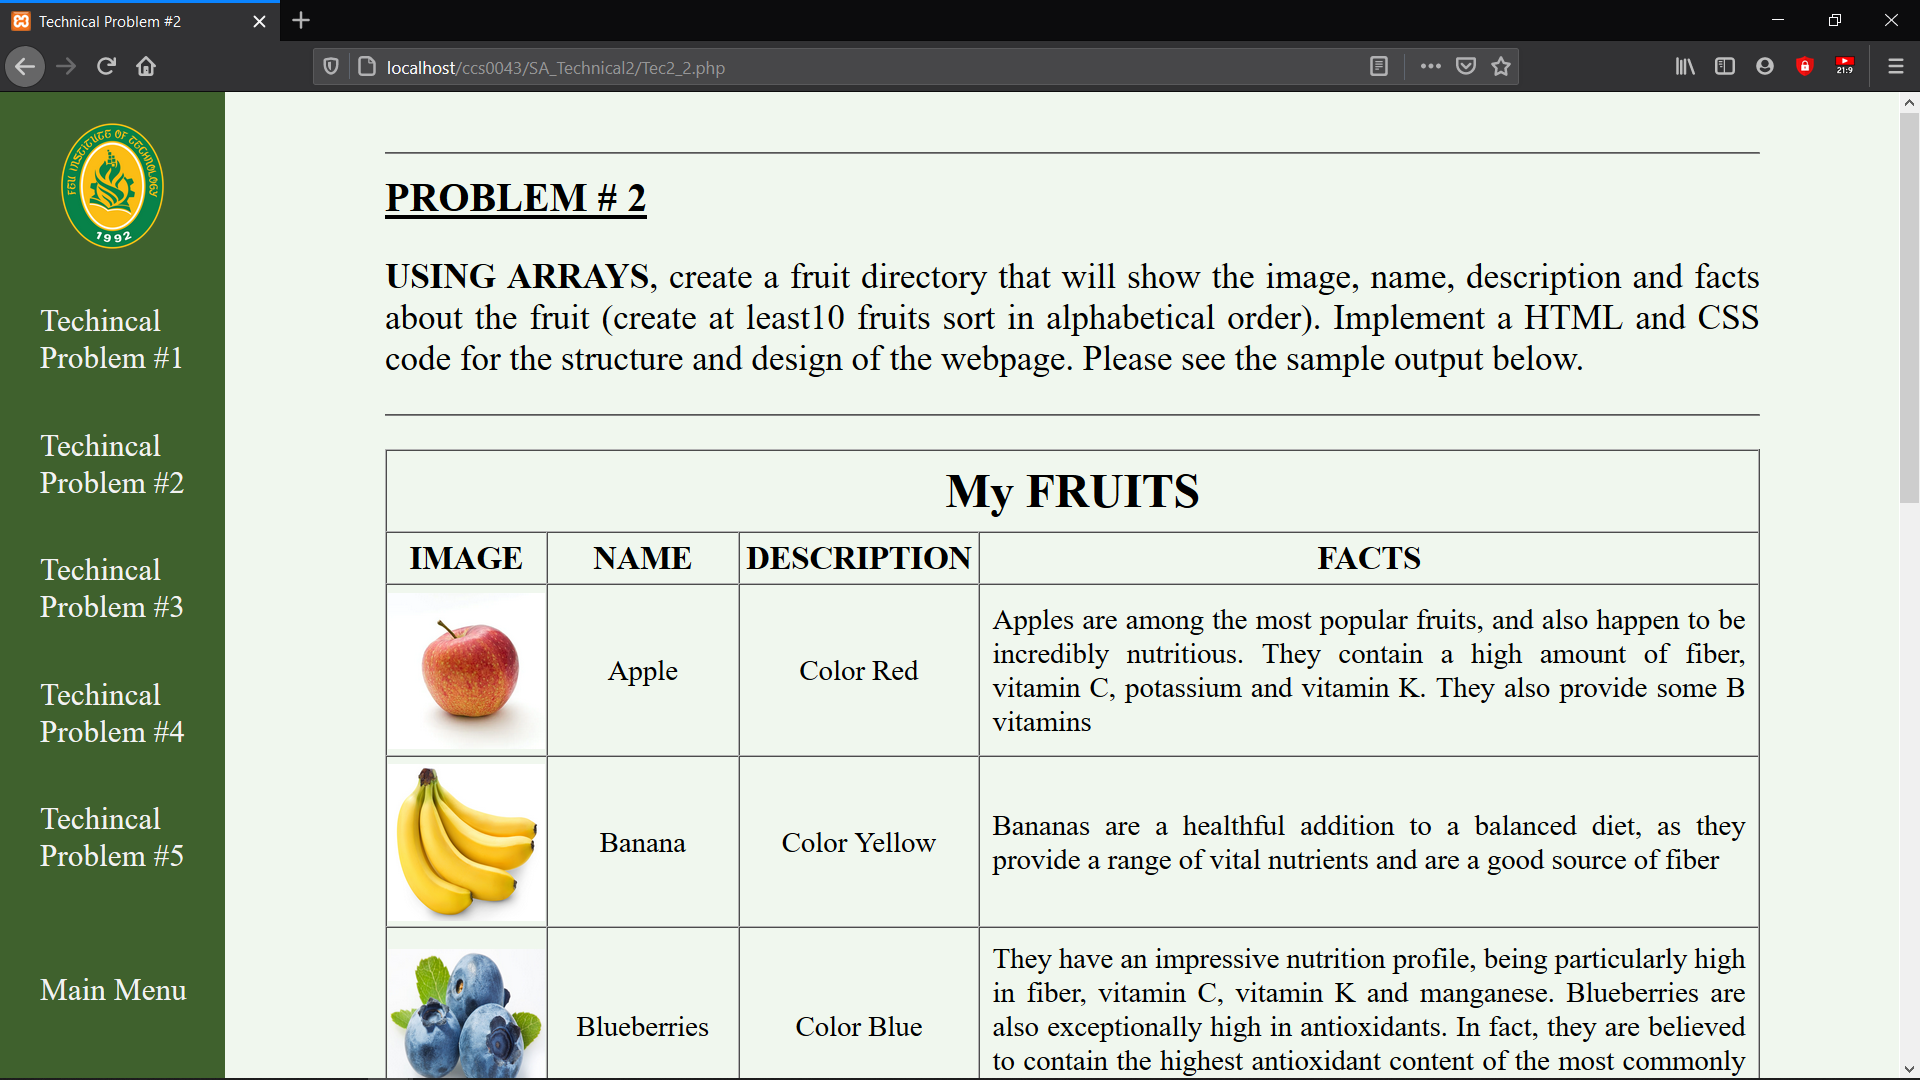 Technical Problem #2
localhost/ccs0043/SA_Technical2/Tec2_2.php
21:9
FEU INSTITUTE OF TECHNOLOGY
1992
Techincal
Problem #1
Techincal
Problem #2
Techincal
Problem #3
Techincal
Problem #4
Techincal
Problem #5
Main Menu
PROBLEM # 2
USING ARRAYS, create a fruit directory that will show the image, name, description and facts
about the fruit (create at least10 fruits sort in alphabetical order). Implement a HTML and CSS
code for the structure and design of the webpage. Please see the sample output below.
My FRUITS
IMAGE NAME DESCRIPTION FACTS
Apple
Color Red
Apples are among the most popular fruits, and also happen to be
incredibly nutritious. They contain a high amount of fiber,
vitamin C, potassium and vitamin K. They also provide some B
vitamins
Banana
Color Yellow
Bananas are a healthful addition to a balanced diet, as they
provide a range of vital nutrients and are a good source of fiber
Blueberries
Color Blue
They have an impressive nutrition profile, being particularly high
in fiber, vitamin C, vitamin K and manganese. Blueberries are
also exceptionally high in antioxidants. In fact, they are believed
to contain the highest antioxidant content of the most commonly